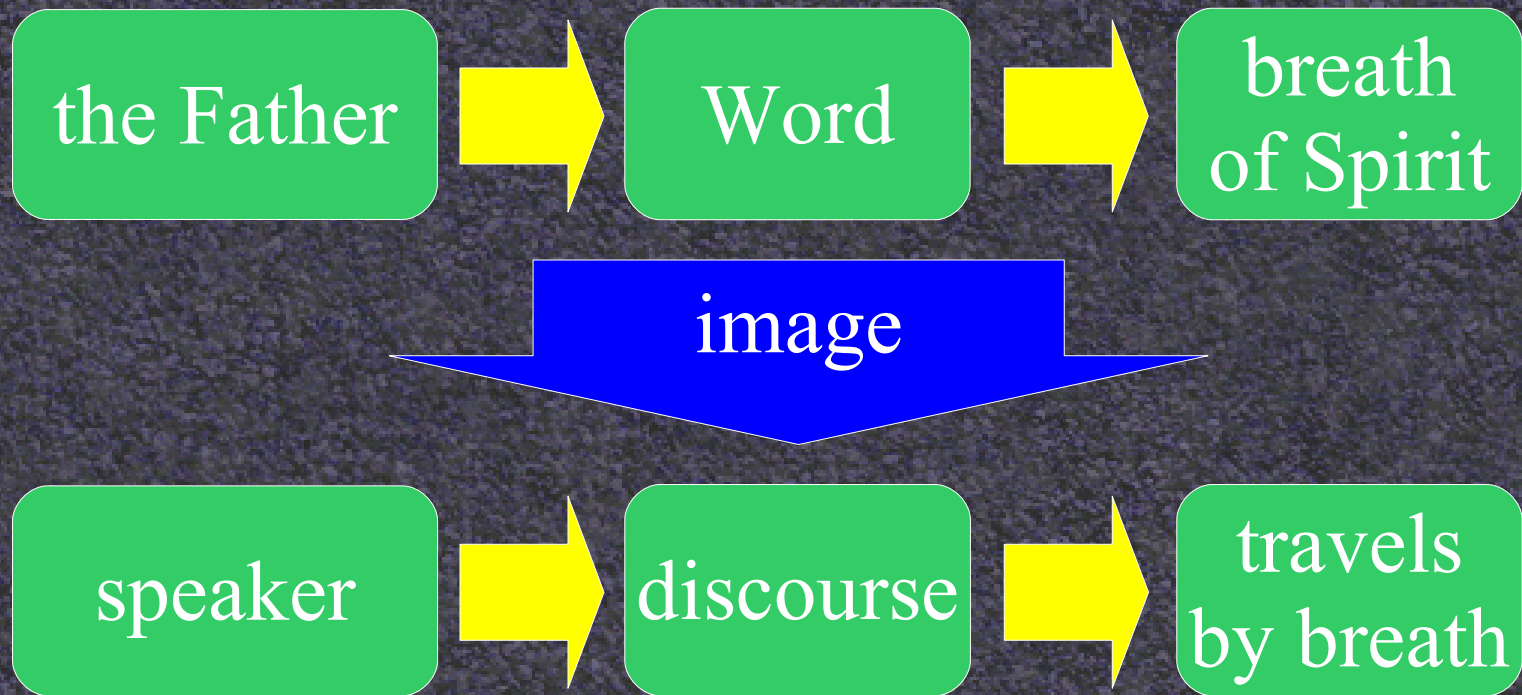 the Father
Word
breath
of Spirit
image
speaker
discourse
travels
by breath